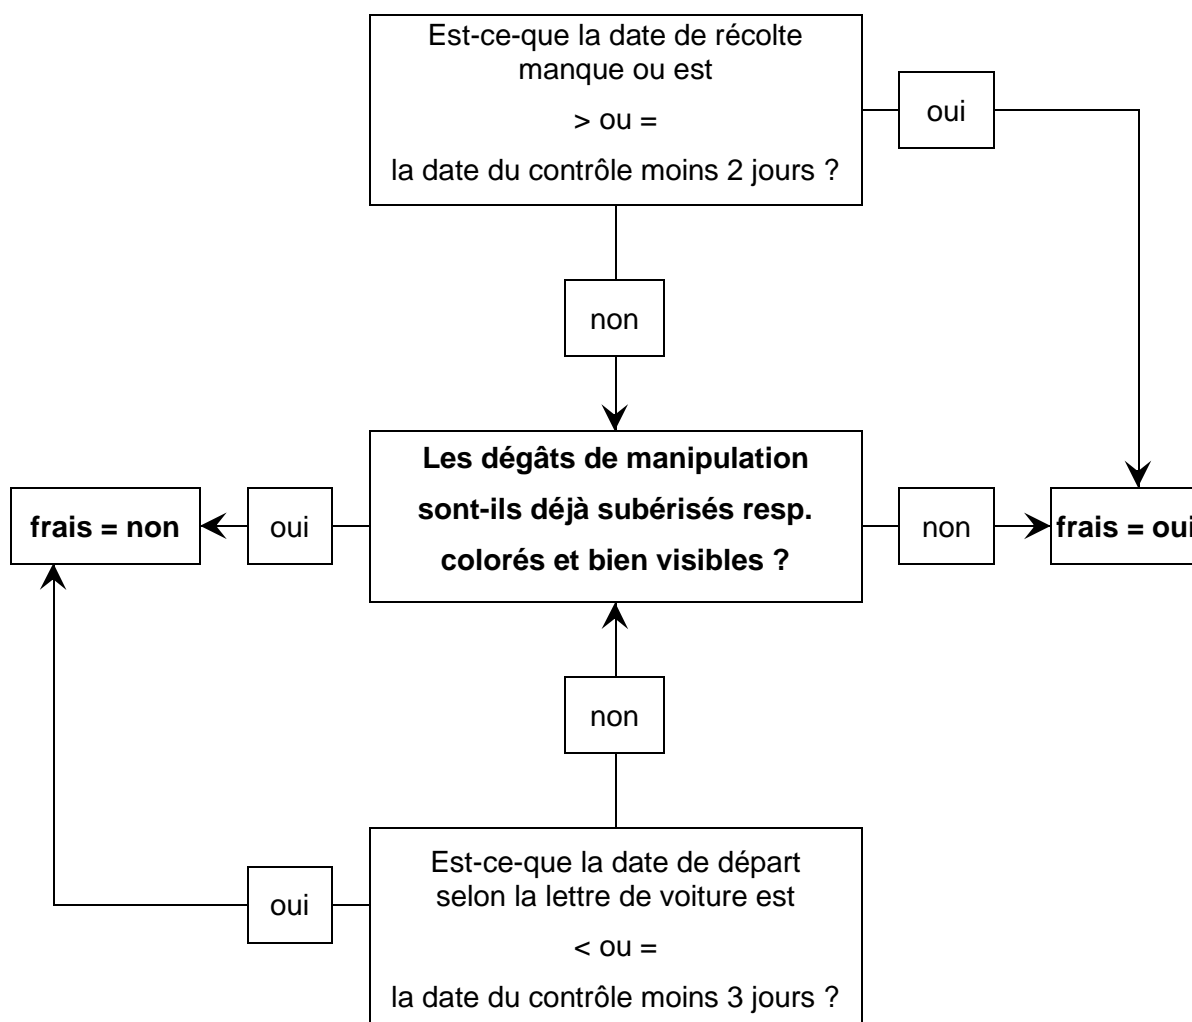 Est-ce-que la date de récolte
manque ou est
> ou =
la date du contrôle moins 2 jours ?
oui
non
Les dégâts de manipulation
sont-ils déjà subérisés resp.
colorés et bien visibles ?
frais = non
oui
non
frais = oui
non
Est-ce-que la date de départ
selon la lettre de voiture est
< ou =
la date du contrôle moins 3 jours ?
oui